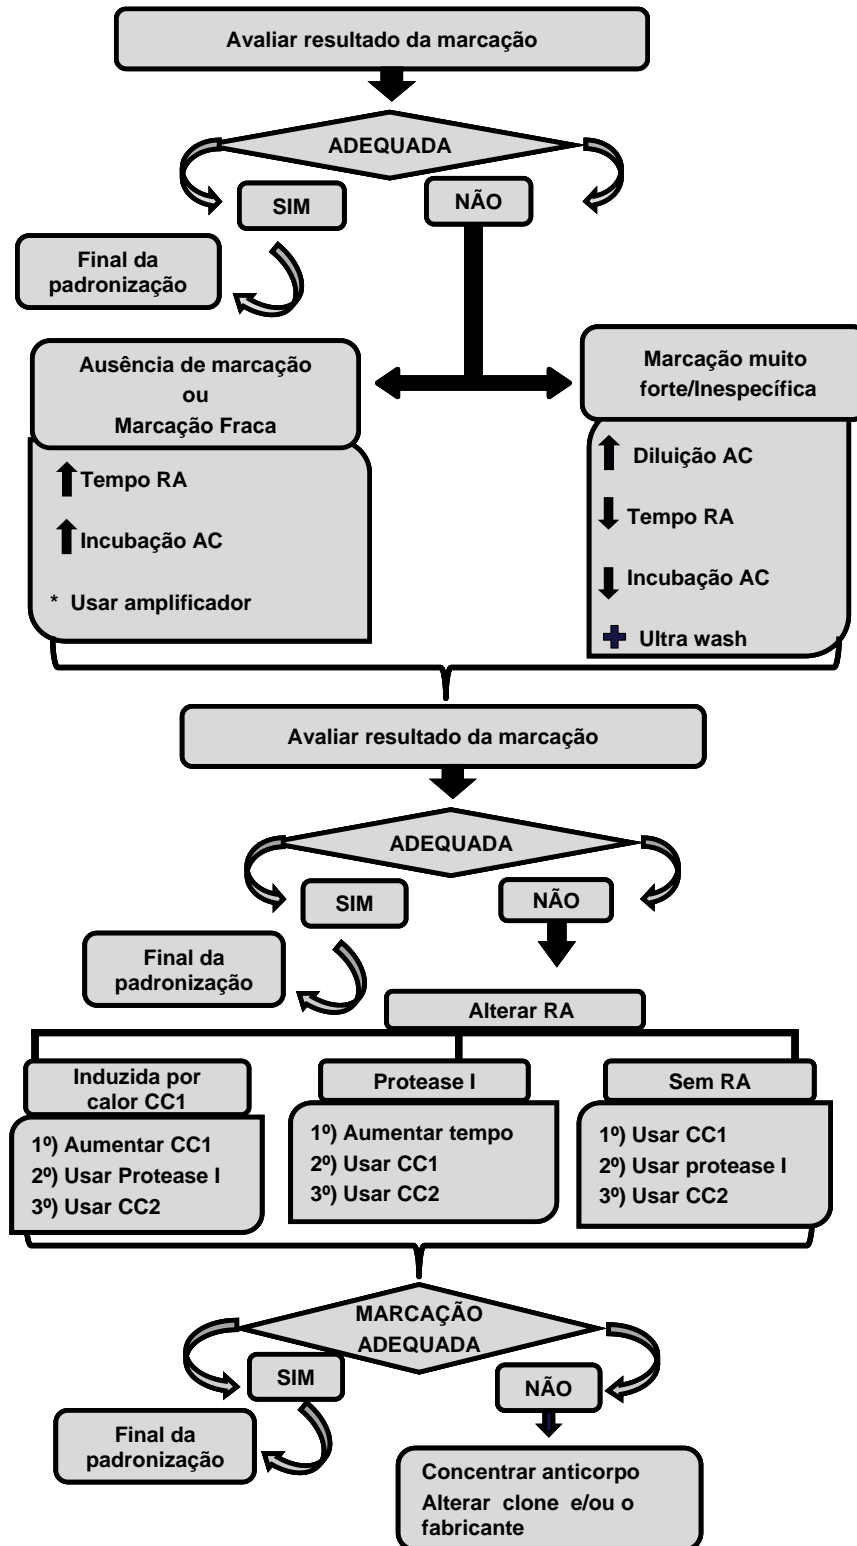 Avaliar resultado da marcação
ADEQUADA
SIM
NÃO
Final da
padronização
Ausência de marcação
ou
Marcação Fraca
Tempo RA
Incubação AC
* Usar amplificador
Marcação muito
forte/Inespecífica
Diluição AC
Tempo RA
Incubação AC
Ultra wash
Avaliar resultado da marcação
ADEQUADA
SIM
NÃO
Final da
padronização
Alterar RA
Induzida por
calor CC1
1º) Aumentar CC1
2º) Usar Protease I
3º) Usar CC2
Protease I
1º) Aumentar tempo
2º) Usar CC1
3º) Usar CC2
Sem RA
1º) Usar CC1
2º) Usar protease I
3º) Usar CC2
MARCAÇÃO
ADEQUADA
SIM
NÃO
Final da
padronização
Concentrar anticorpo
Alterar clone e/ou o
fabricante